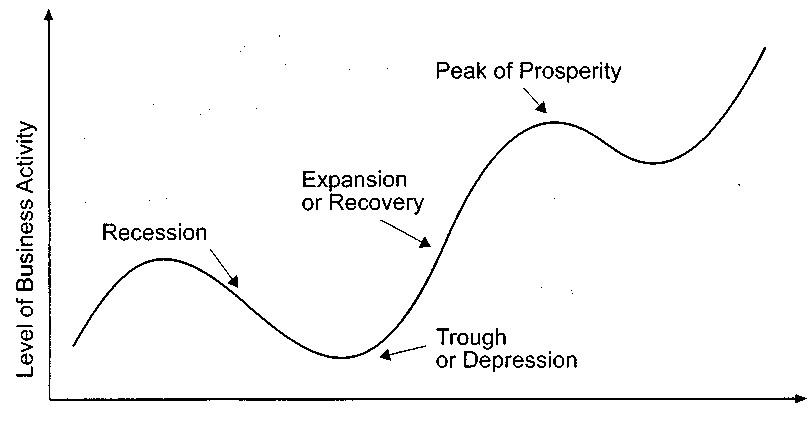 Peak of Prosperity
Expansion
or Recovery
Recession
Trough
or Depression
Level of Business Activity